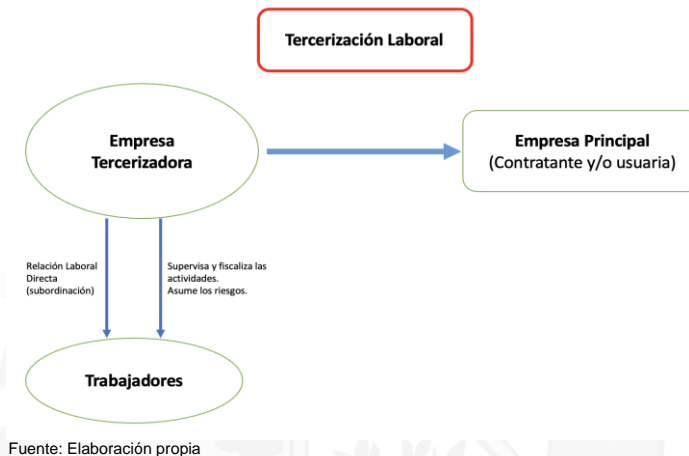 Tercerización Laboral
Empresa
Tercerizadora
Empresa Principal
(Contratante y/o usuaria)
Relación Laboral
Directa
(subordinación)
Supervisa y fiscaliza las
actividades.
Asume los riesgos.
Trabajadores
Fuente: Elaboración propia